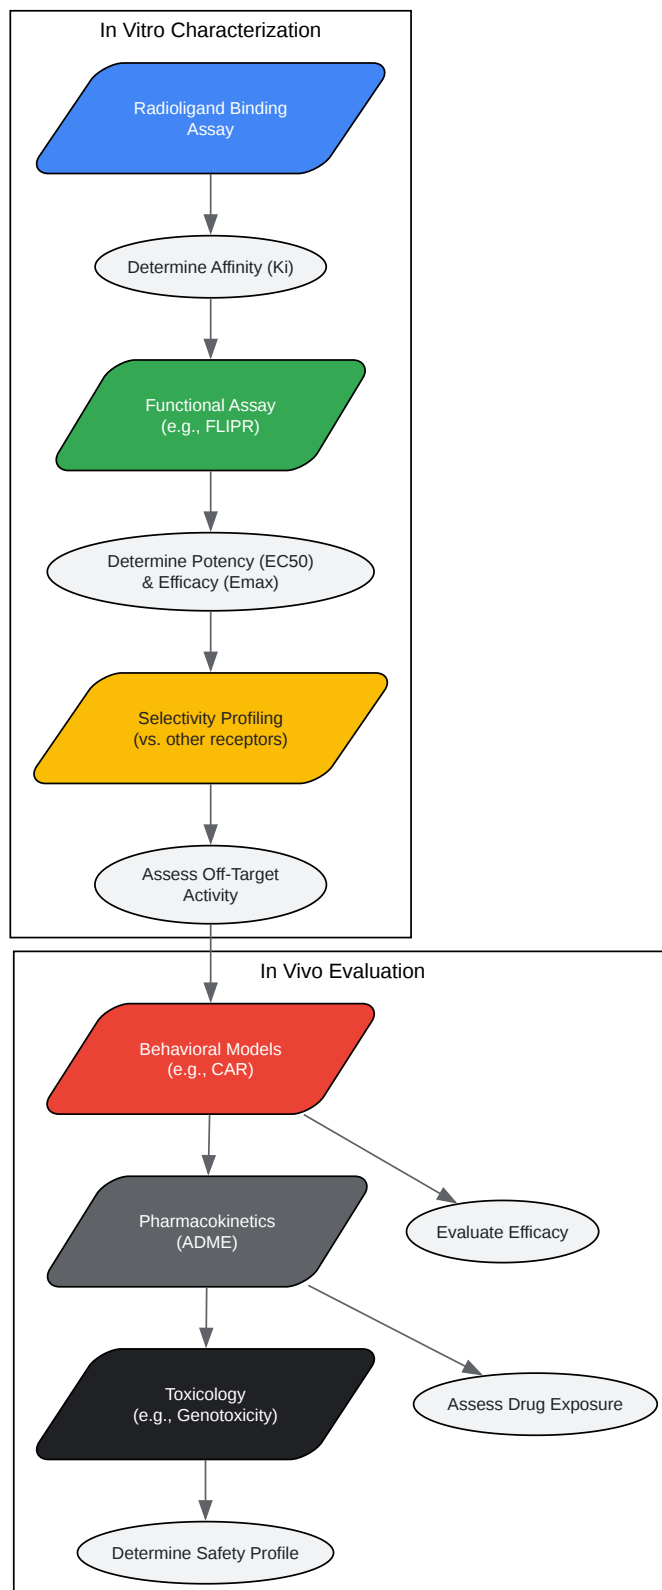 In Vitro Characterization
Radioligand Binding
Assay
Determine Affinity (Ki)
Functional Assay
(e.g., FLIPR)
Determine Potency (EC50)
& Efficacy (Emax)
Selectivity Profiling
(vs. other receptors)
Assess Off-Target
Activity
In Vivo Evaluation
Behavioral Models
(e.g., CAR)
Pharmacokinetics
(ADME)
Evaluate Efficacy
Toxicology
(e.g., Genotoxicity)
Assess Drug Exposure
Determine Safety Profile